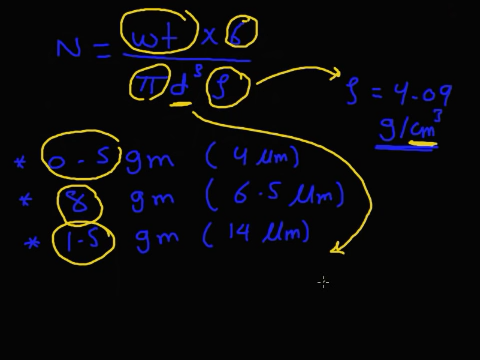 N = wt × 6 / π d³ ρ
ρ = 4.09
g/cm³
* 0.5 gm ( 4 μm)
* 8 gm ( 6.5 μm)
* 1.5 gm ( 14 μm)